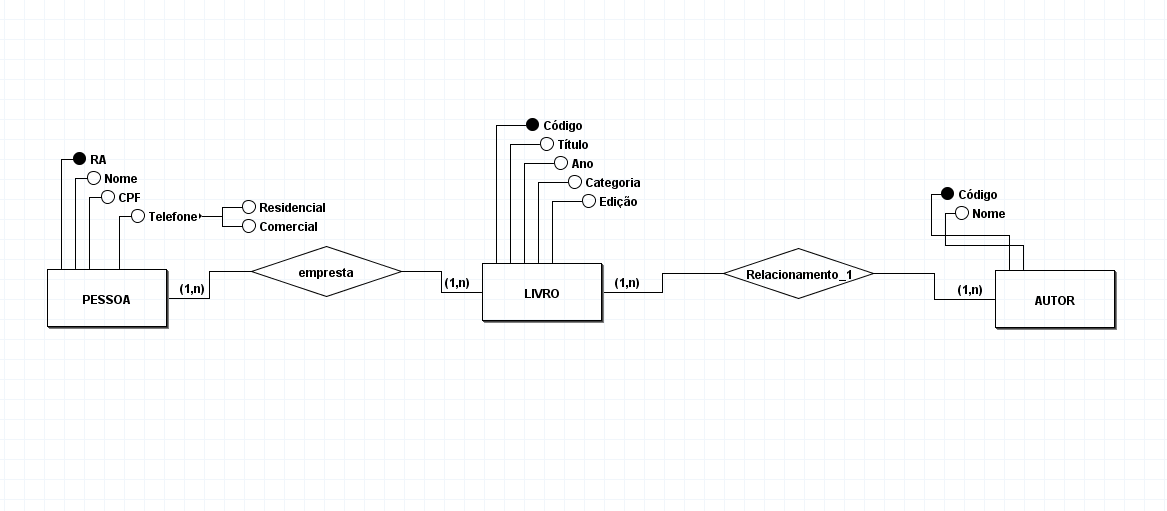 RA
Nome
CPF
Telefone
Residencial
Comercial
PESSOA
(1,n)
empresta
(1,n)
Código
Título
Ano
Categoria
Edição
LIVRO
(1,n)
Relacionamento_1
(1,n)
Código
Nome
AUTOR